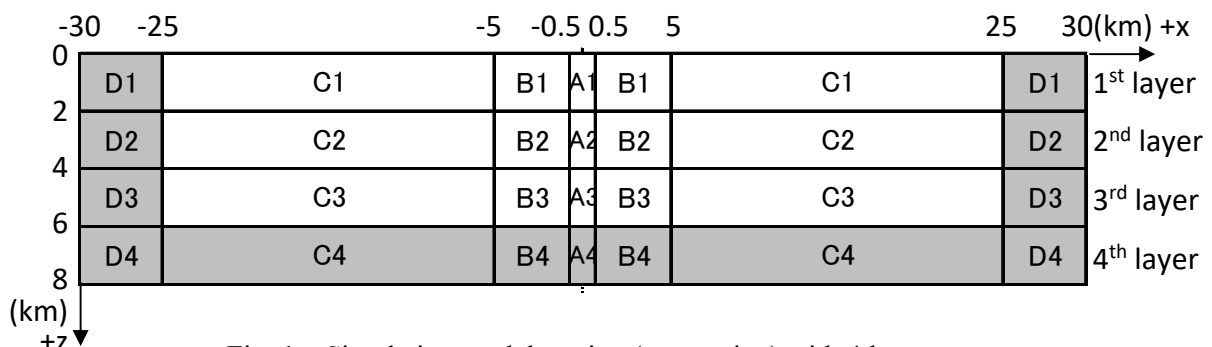 -30 -25 -5 -0.5 0.5 5 25 30(km) +x
0
D1 C1 B1 A1 B1 C1 D1 1st layer
2
D2 C2 B2 A2 B2 C2 D2 2nd layer
4
D3 C3 B3 A3 B3 C3 D3 3rd layer
6
D4 C4 B4 A4 B4 C4 D4 4th layer
8
(km)
+z